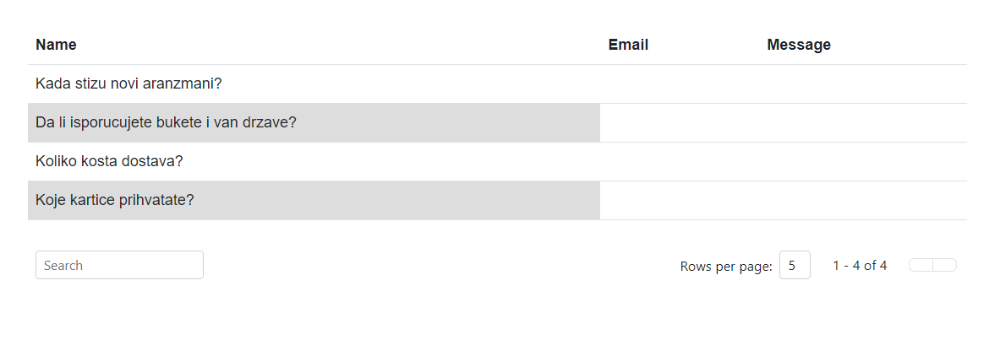 Name Email Message
Kada stizu novi aranzmani?
Da li isporucujete bukete i van drzave?
Koliko kosta dostava?
Koje kartice prihvatate?
Search Rows per page: 5 1 - 4 of 4